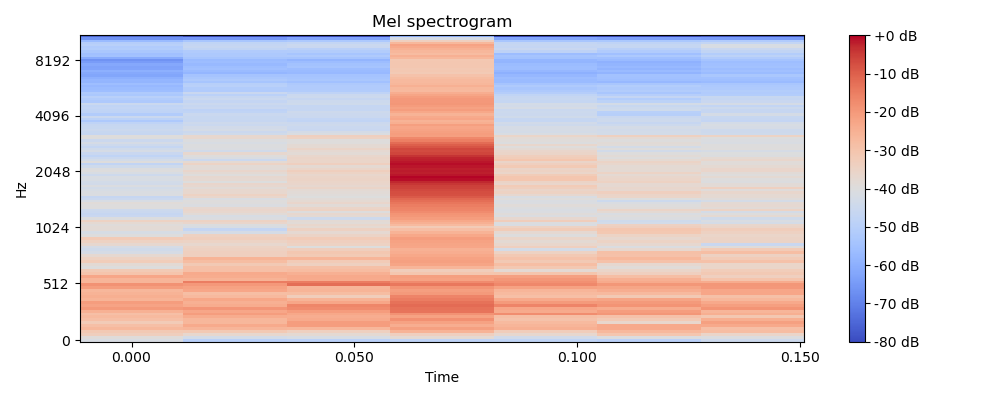 Mel spectrogram
8192
4096
2048
1024
512
0
Hz
0.000
0.050
0.100
0.150
Time
+0 dB
-10 dB
-20 dB
-30 dB
-40 dB
-50 dB
-60 dB
-70 dB
-80 dB